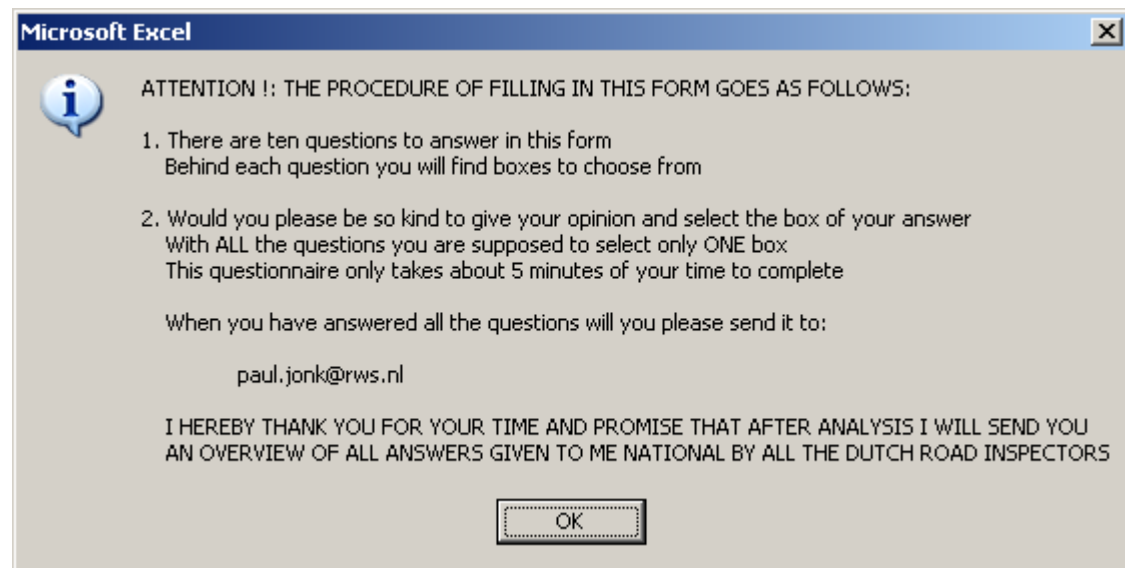 Microsoft Excel
ATTENTION !: THE PROCEDURE OF FILLING IN THIS FORM GOES AS FOLLOWS:
1. There are ten questions to answer in this form
Behind each question you will find boxes to choose from
2. Would you please be so kind to give your opinion and select the box of your answer
With ALL the questions you are supposed to select only ONE box
This questionnaire only takes about 5 minutes of your time to complete
When you have answered all the questions will you please send it to:
paul.jonk@rws.nl
I HEREBY THANK YOU FOR YOUR TIME AND PROMISE THAT AFTER ANALYSIS I WILL SEND YOU
AN OVERVIEW OF ALL ANSWERS GIVEN TO ME NATIONAL BY ALL THE DUTCH ROAD INSPECTORS
OK